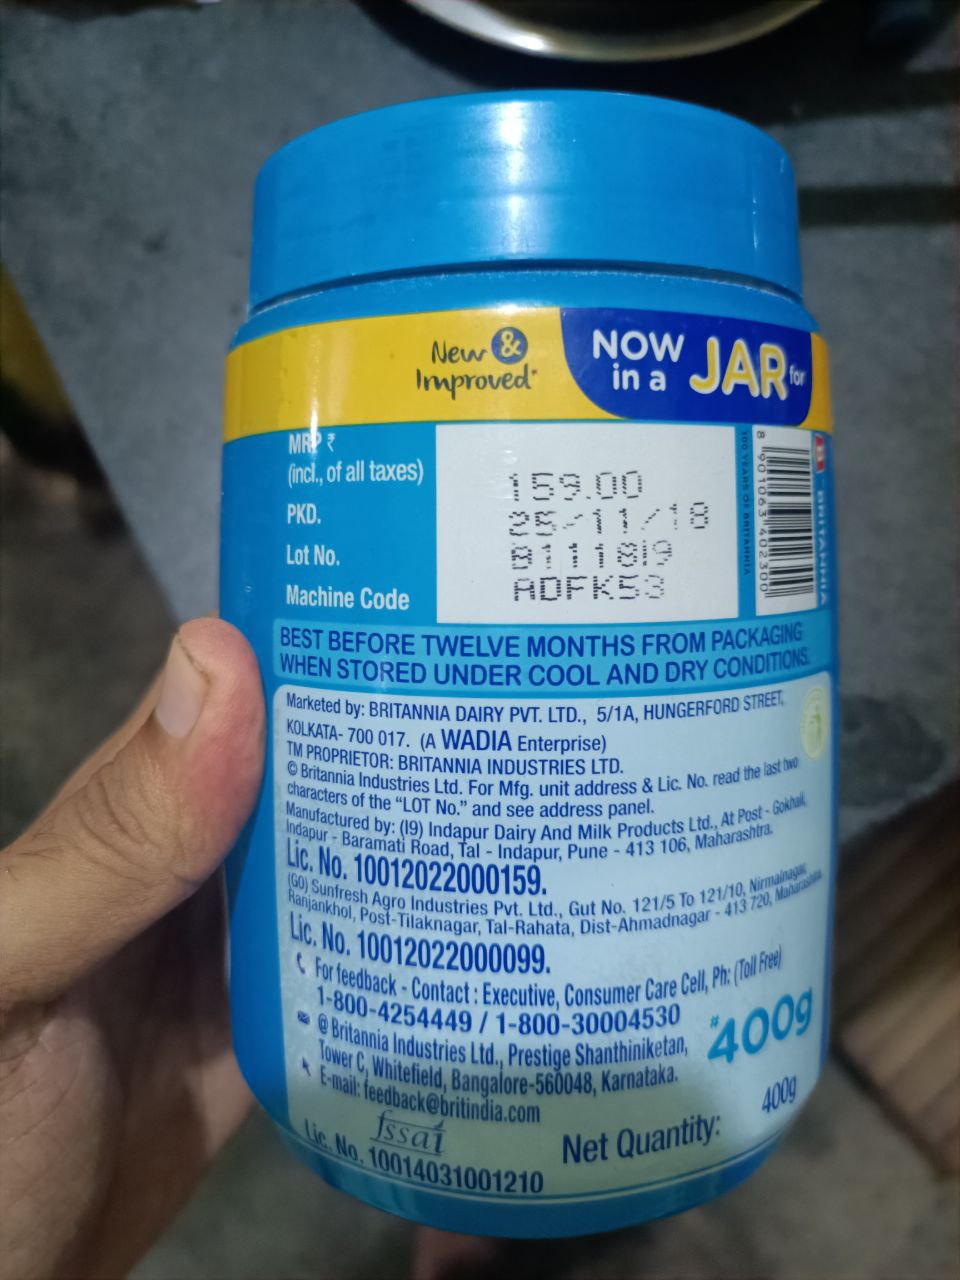 New & Improved*
NOW in a JAR for
MRP ₹
(incl., of all taxes)
159.00
PKD.
25/11/18
Lot No.
B1118I9
Machine Code
ADFK53
8 901063 402300
100 YEARS OF BRITANNIA
BRITANNIA
BEST BEFORE TWELVE MONTHS FROM PACKAGING
WHEN STORED UNDER COOL AND DRY CONDITIONS.
Marketed by: BRITANNIA DAIRY PVT. LTD., 5/1A, HUNGERFORD STREET,
KOLKATA- 700 017. (A WADIA Enterprise)
TM PROPRIETOR: BRITANNIA INDUSTRIES LTD.
© Britannia Industries Ltd. For Mfg. unit address & Lic. No. read the last two
characters of the "LOT No." and see address panel.
Manufactured by: (I9) Indapur Dairy And Milk Products Ltd., At Post - Gokhali,
Indapur - Baramati Road, Tal - Indapur, Pune - 413 106, Maharashtra.
Lic. No. 10012022000159.
(G0) Sunfresh Agro Industries Pvt. Ltd., Gut No. 121/5 To 121/10, Nirmalnagar,
Ranjankhol, Post-Tilaknagar, Tal-Rahata, Dist-Ahmadnagar - 413 720, Maharashtra.
Lic. No. 10012022000099.
For feedback - Contact : Executive, Consumer Care Cell, Ph: (Toll Free)
1-800-4254449 / 1-800-30004530
@ Britannia Industries Ltd., Prestige Shanthiniketan,
Tower C, Whitefield, Bangalore-560048, Karnataka.
E-mail: feedback@britindia.com
#400g
fssai
Lic. No. 10014031001210
Net Quantity: 400g